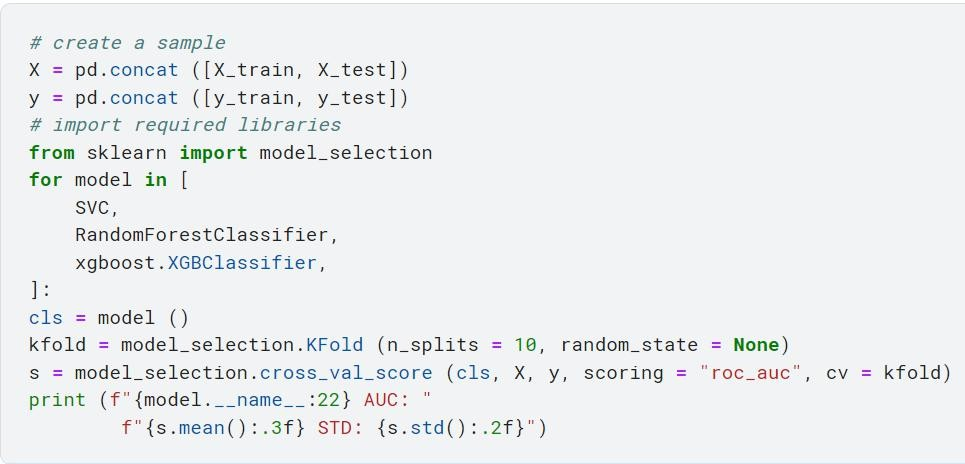 # create a sample
X = pd.concat ([X_train, X_test])
y = pd.concat ([y_train, y_test])
# import required libraries
from sklearn import model_selection
for model in [
    SVC,
    RandomForestClassifier,
    xgboost.XGBClassifier,
]:
cls = model ()
kfold = model_selection.KFold (n_splits = 10, random_state = None)
s = model_selection.cross_val_score (cls, X, y, scoring = "roc_auc", cv = kfold)
print (f"{model.__name__:22} AUC: "
        f"{s.mean():.3f} STD: {s.std():.2f}")